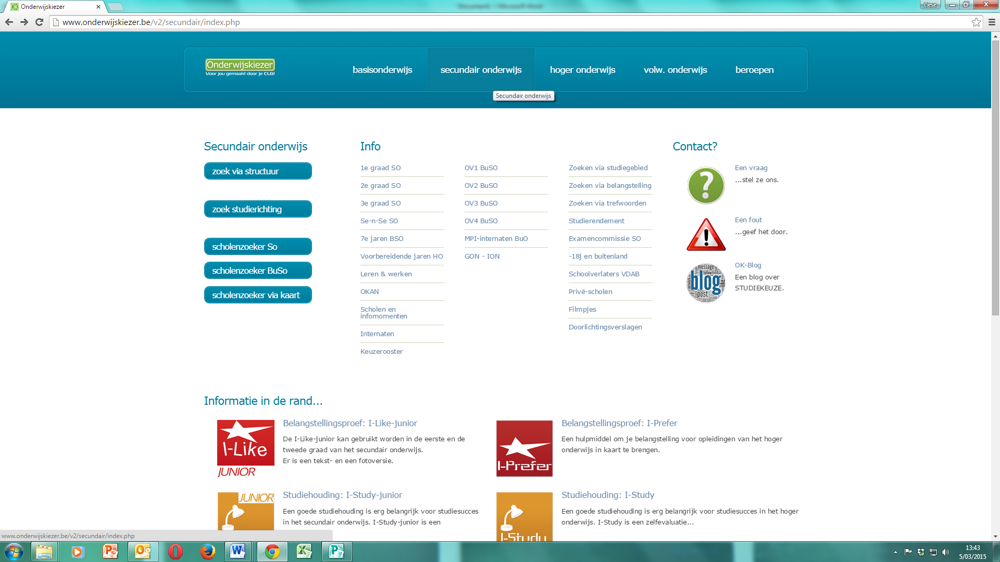 Onderwijskiezer
Liese
www.onderwijskiezer.be/v2/secundair/index.php
Onderwijskiezer
Voor jou gemaakt door je CLB!
basisonderwijs
secundair onderwijs
hoger onderwijs
volw. onderwijs
beroepen
Secundair onderwijs
Secundair onderwijs
zoek via structuur
zoek studierichting
scholenzoeker So
scholenzoeker BuSo
scholenzoeker via kaart
Info
1e graad SO
2e graad SO
3e graad SO
Se-n-Se SO
7e jaren BSO
Voorbereidende jaren HO
Leren & werken
OKAN
Scholen en
infomomenten
Internaten
Keuzerooster
OV1 BuSO
OV2 BuSO
OV3 BuSO
OV4 BuSO
MPI-internaten BuO
GON - ION
Zoeken via studiegebied
Zoeken via belangstelling
Zoeken via trefwoorden
Studierendement
Examencommissie SO
-18j en buitenland
Schoolverlaters VDAB
Privé-scholen
Filmpjes
Doorlichtingsverslagen
Contact?
Een vraag
...stel ze ons.
Een fout
...geef het door.
message
blog
post
social
OK-Blog
Een blog over
STUDIEKEUZE.
Informatie in de rand...
I-Like
JUNIOR
Belangstellingsproef: I-Like-junior
De I-Like-junior kan gebruikt worden in de eerste en de
tweede graad van het secundair onderwijs.
Er is een tekst- en een fotoversie.
I-Prefer
Belangstellingsproef: I-Prefer
Een hulpmiddel om je belangstelling voor opleidingen van het hoger
onderwijs in kaart te brengen.
JUNIOR
Studiehouding: I-Study-junior
Een goede studiehouding is erg belangrijk voor studiesucces
in het secundair onderwijs. I-Study-junior is een
I-Study
Studiehouding: I-Study
Een goede studiehouding is erg belangrijk voor studiesucces in het hoger
onderwijs. I-Study is een zelfevaluatie...
www.onderwijskiezer.be/v2/secundair/index.php
13:43
5/03/2015